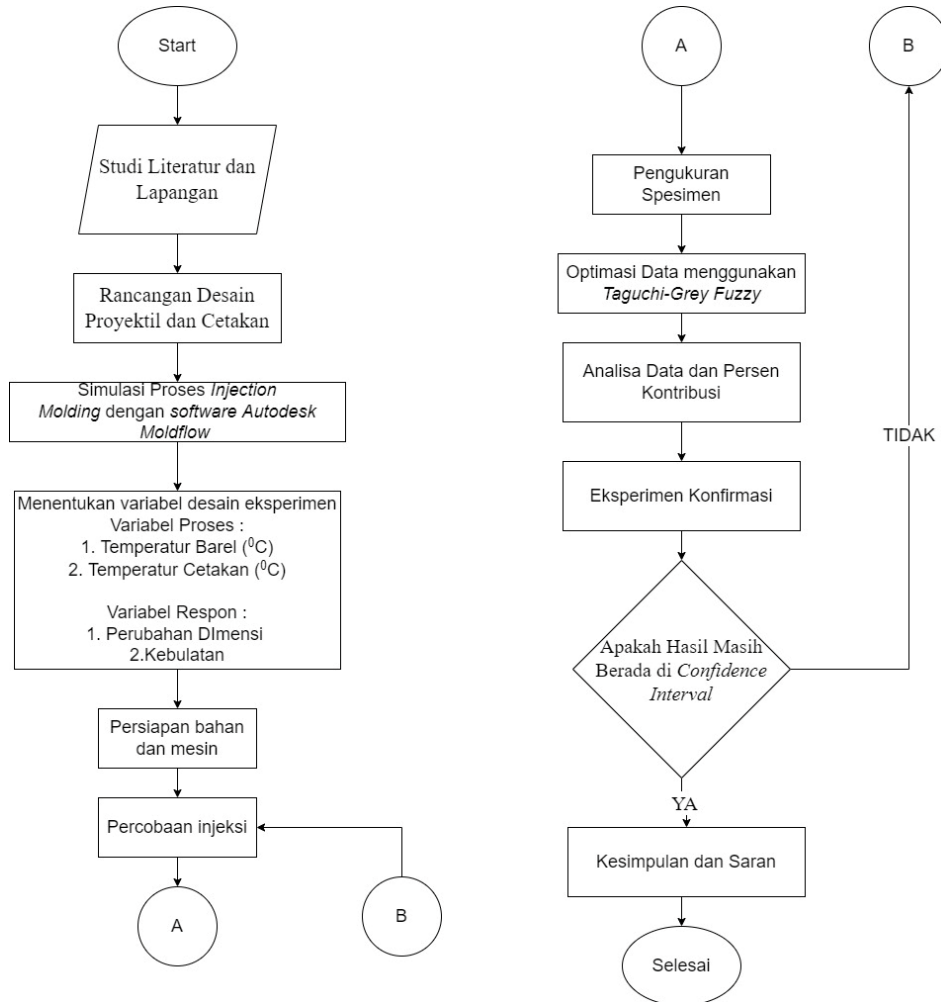 Start
Studi Literatur dan
Lapangan
Rancangan Desain
Proyektil dan Cetakan
Simulasi Proses Injection
Molding dengan software Autodesk
Moldflow
Menentukan variabel desain eksperimen
Variabel Proses :
1. Temperatur Barel (⁰C)
2. Temperatur Cetakan (⁰C)
Variabel Respon :
1. Perubahan DImensi
2.Kebulatan
Persiapan bahan
dan mesin
Percobaan injeksi
A
B
A
Pengukuran
Spesimen
Optimasi Data menggunakan
Taguchi-Grey Fuzzy
Analisa Data dan Persen
Kontribusi
Eksperimen Konfirmasi
Apakah Hasil Masih
Berada di Confidence
Interval
YA
Kesimpulan dan Saran
Selesai
TIDAK
B